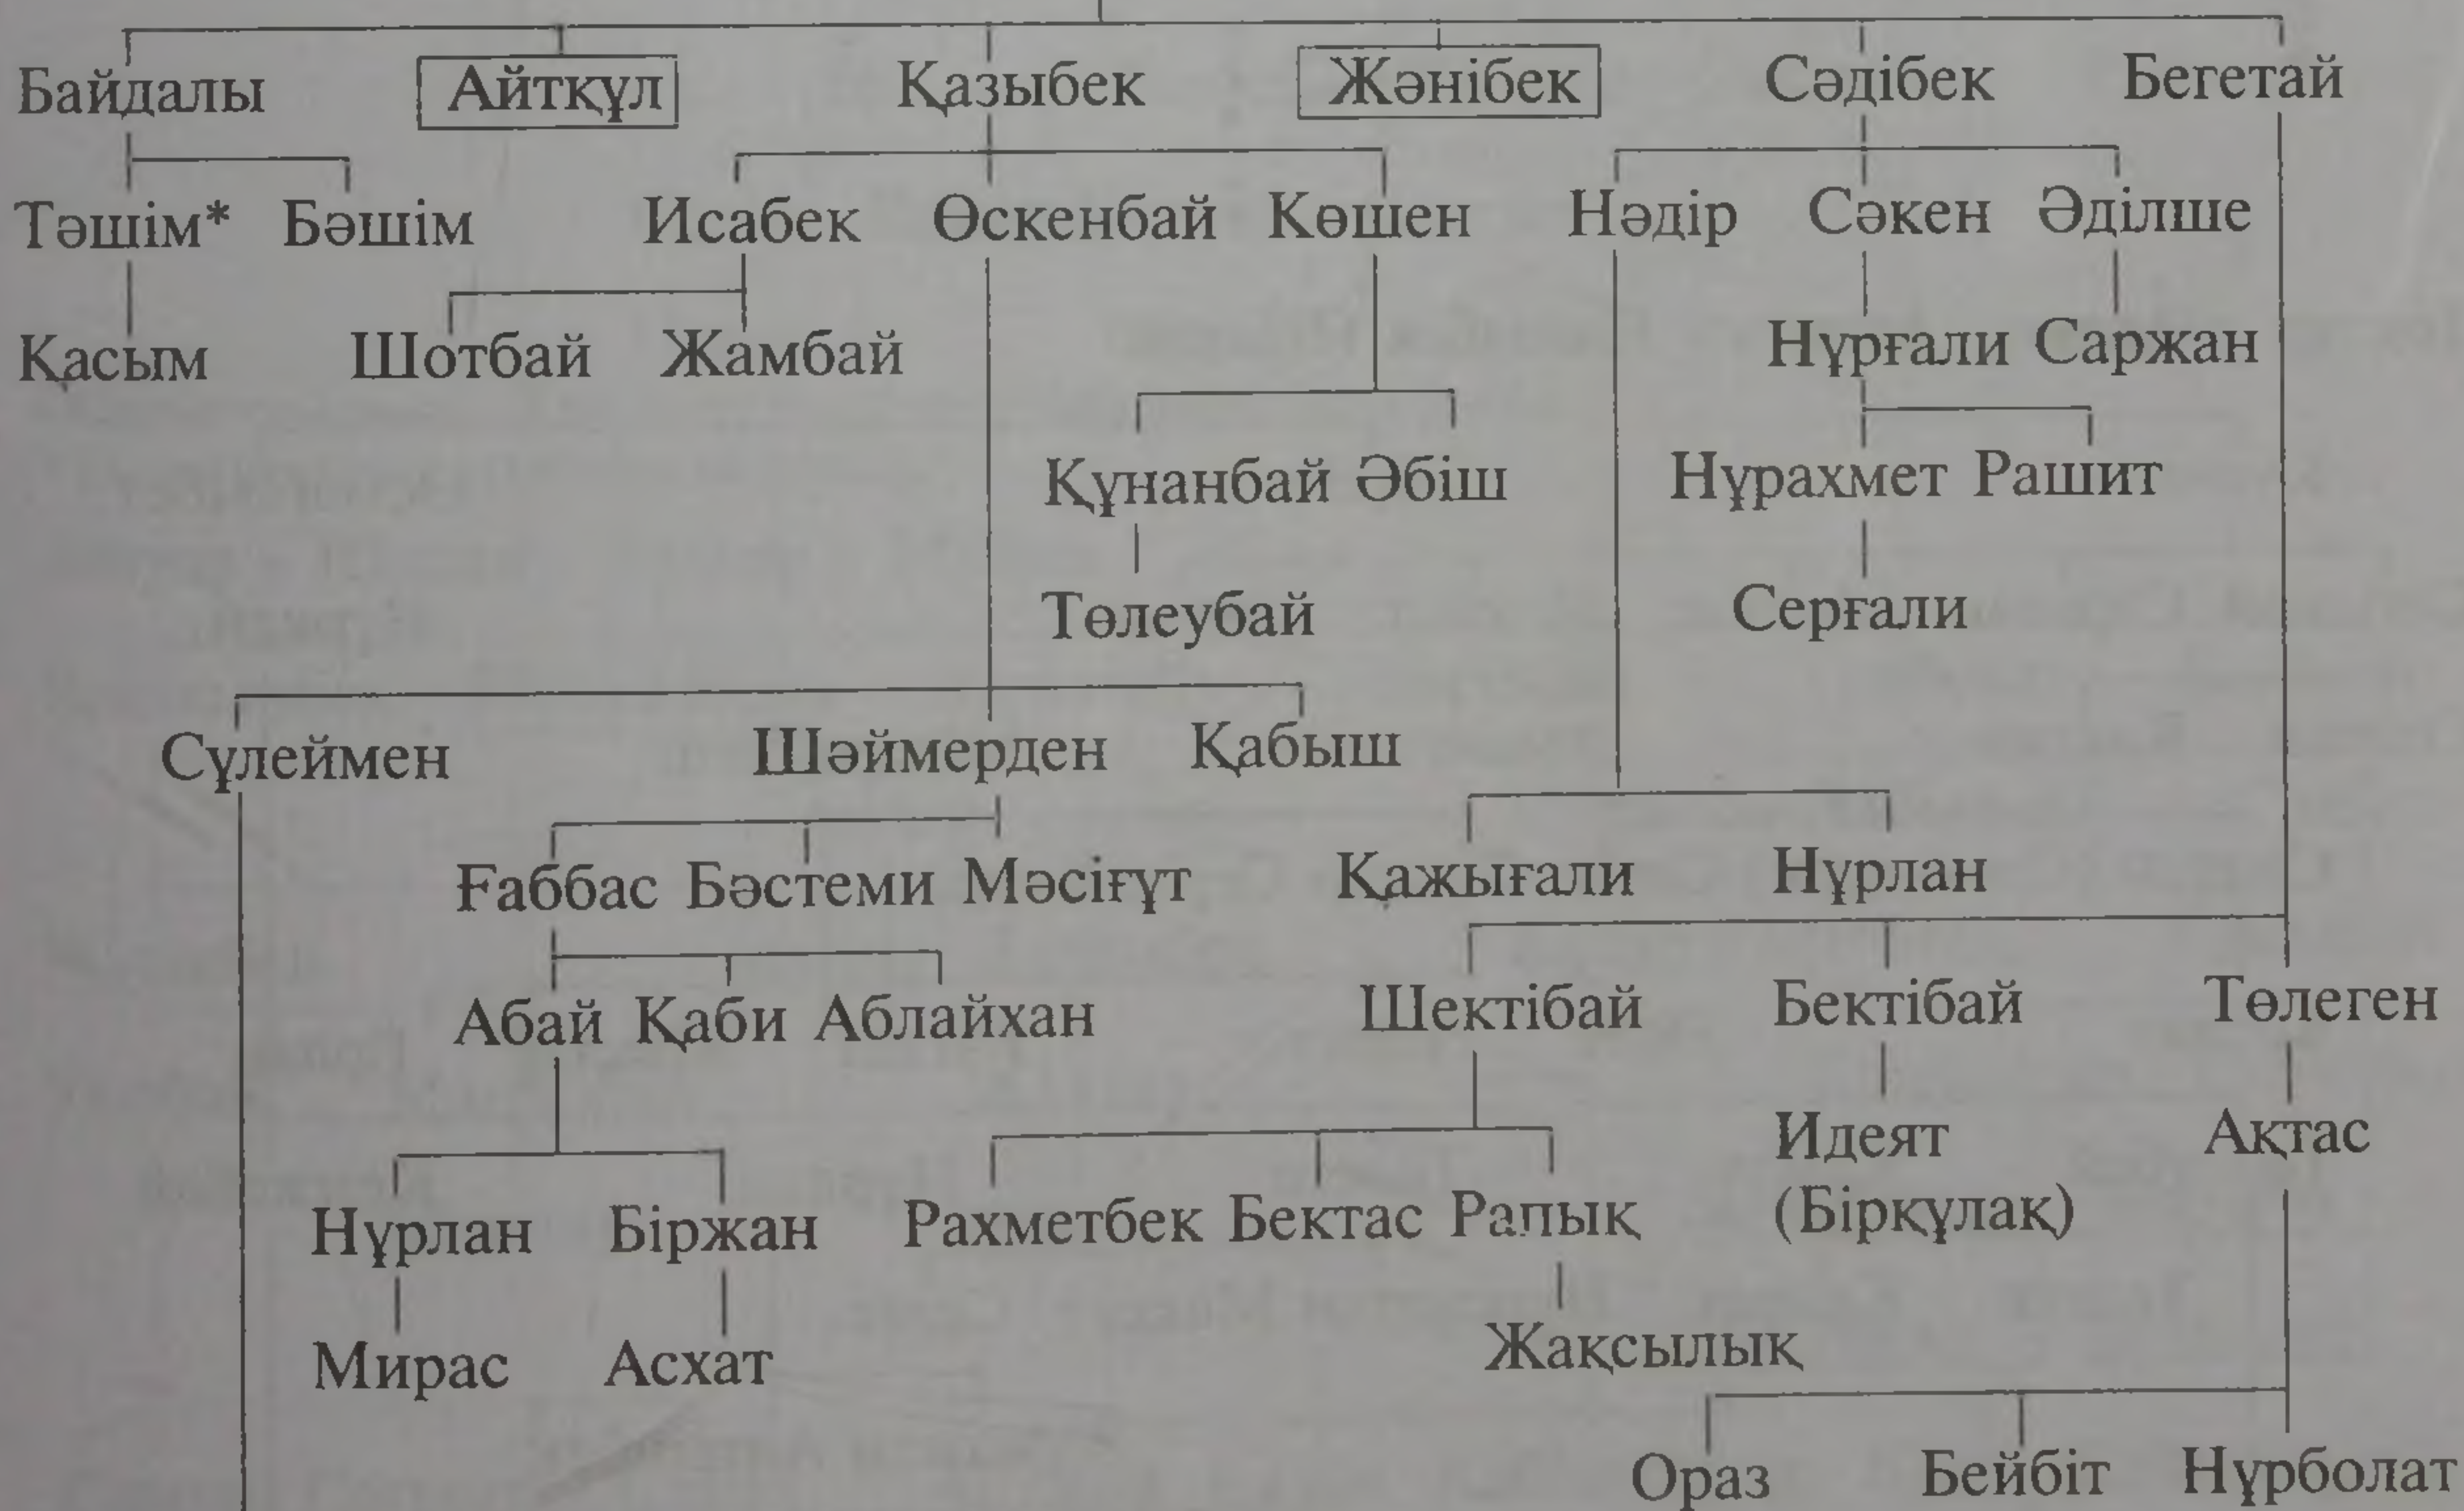 Байдалы Айтқұл Қазыбек Жәнібек Сәдібек Бегетай
Тәшім* Бәшім Исабек Өскенбай Көшен Нәдір Сәкен Әділше
Қасым Шотбай Жамбай Нұрғали Саржан
Құнанбай Әбіш Нұрахмет Рашит
Төлеубай Серғали
Сүлеймен Шәймерден Қабыш
Ғаббас Бәстеми Мәсіғұт Қажығали Нұрлан
Абай Қаби Аблайхан Шектібай Бектібай Төлеген
Идеят Ақтас
Нұрлан Біржан Рахметбек Бектас Рапық (Бірқұлақ)
Мирас Асхат Жақсылық
Ораз Бейбіт Нұрболат